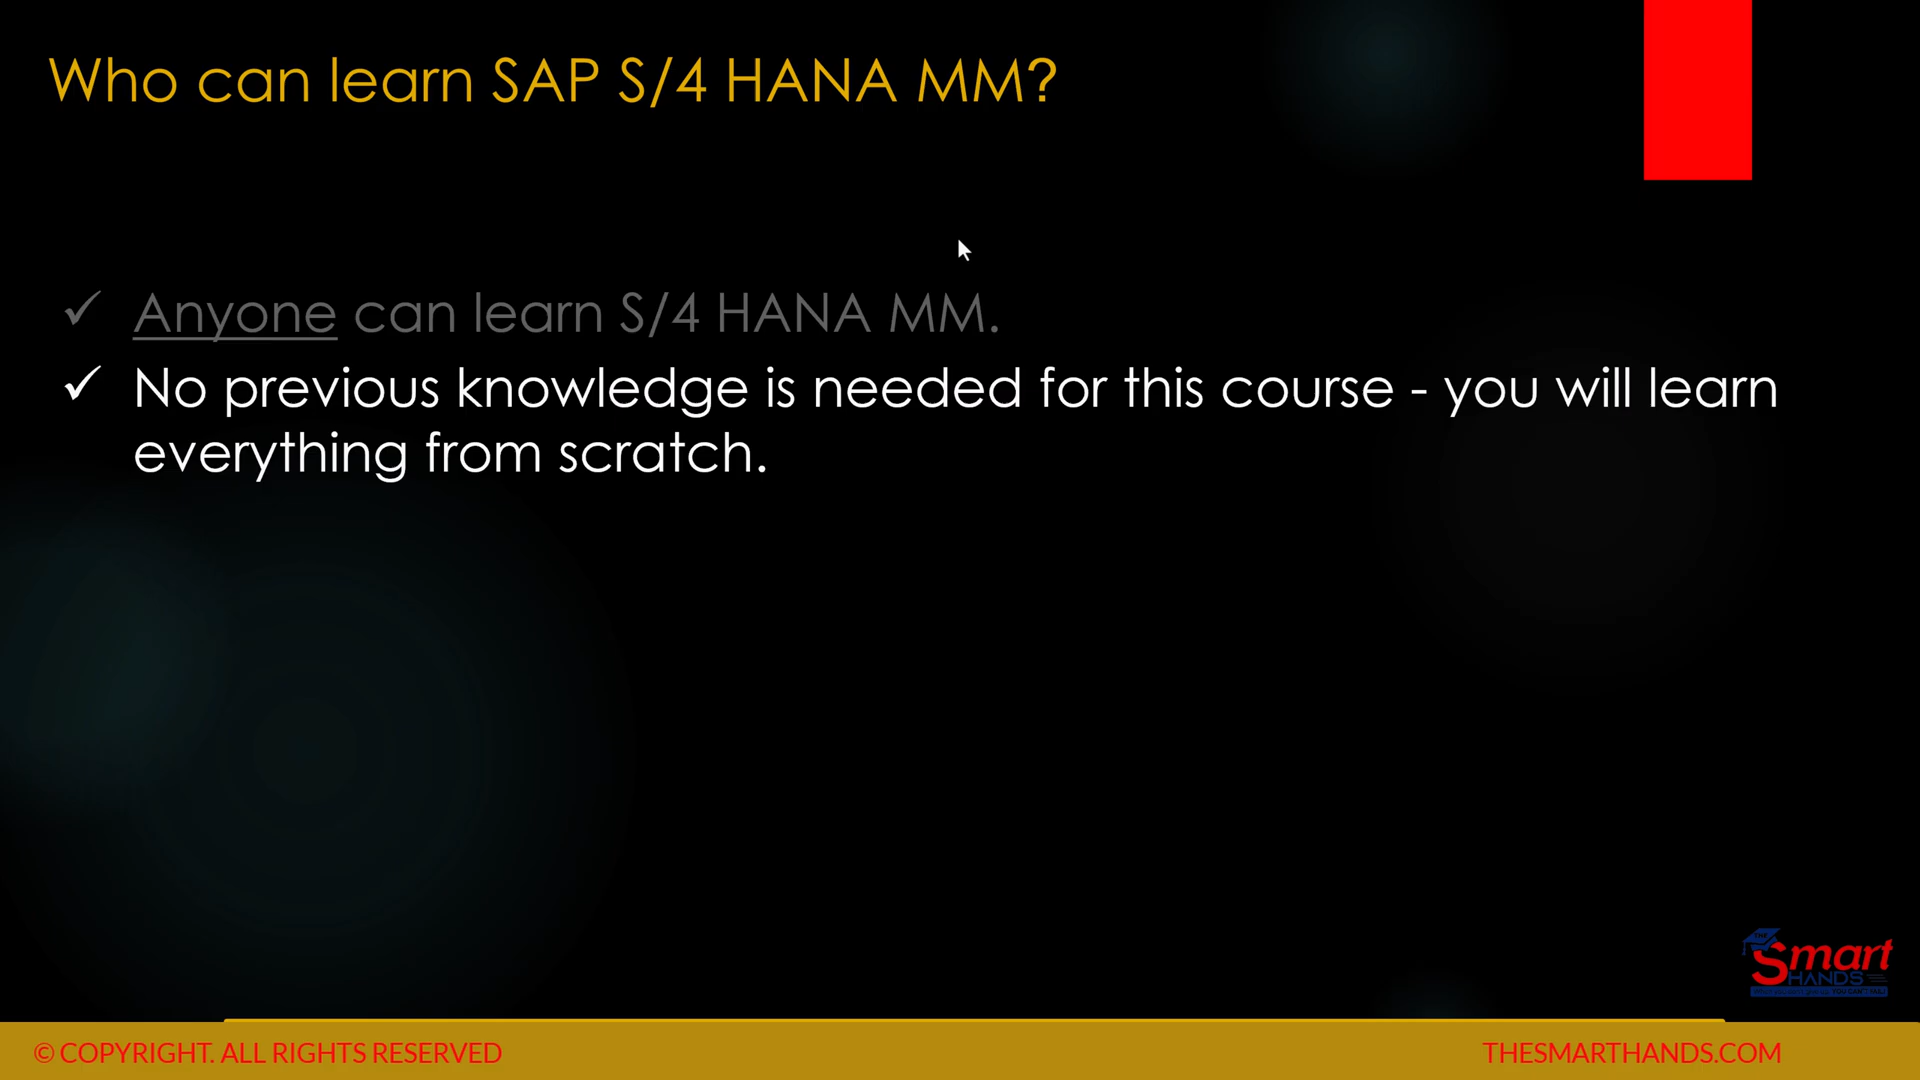 Who can learn SAP S/4 HANA MM?
✓ Anyone can learn S/4 HANA MM.
✓ No previous knowledge is needed for this course - you will learn
everything from scratch.
THE
Smart
HANDS
© COPYRIGHT. ALL RIGHTS RESERVED
THESMARTHANDS.COM